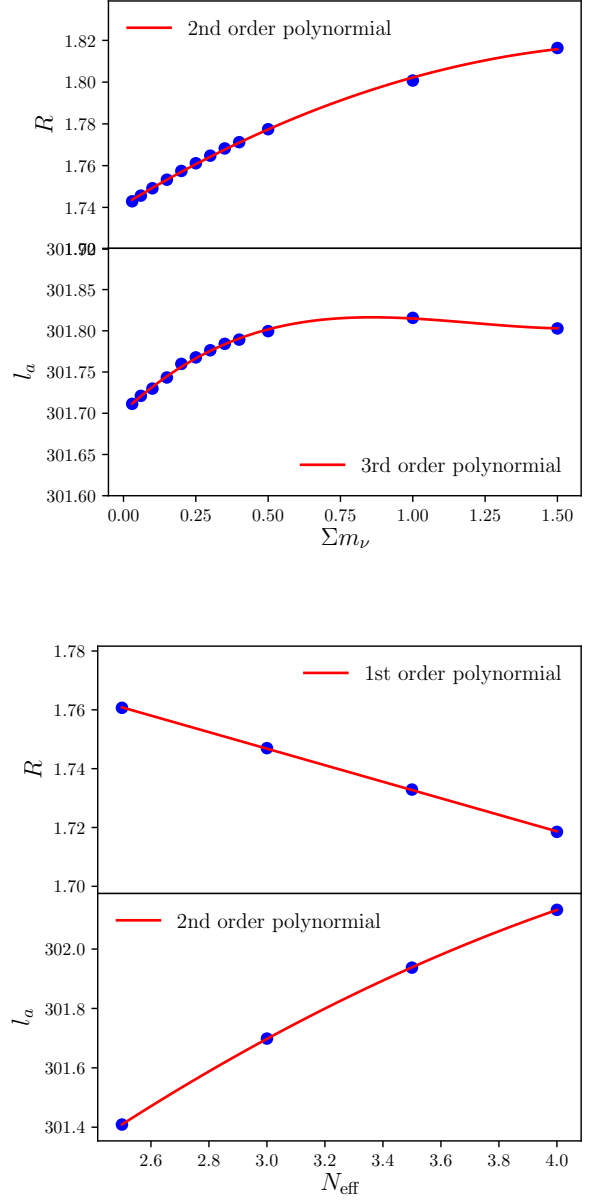 2nd order polynormial
1.82
1.80
1.78
1.76
1.74
R
301.90
1.72
301.85
301.80
301.75
301.70
301.65
301.60
l_a
3rd order polynormial
0.00 0.25 0.50 0.75 1.00 1.25 1.50
Σm_ν
1.78
1.76
1.74
1.72
1.70
R
1st order polynormial
2nd order polynormial
302.0
301.8
301.6
301.4
l_a
2.6 2.8 3.0 3.2 3.4 3.6 3.8 4.0
N_eff